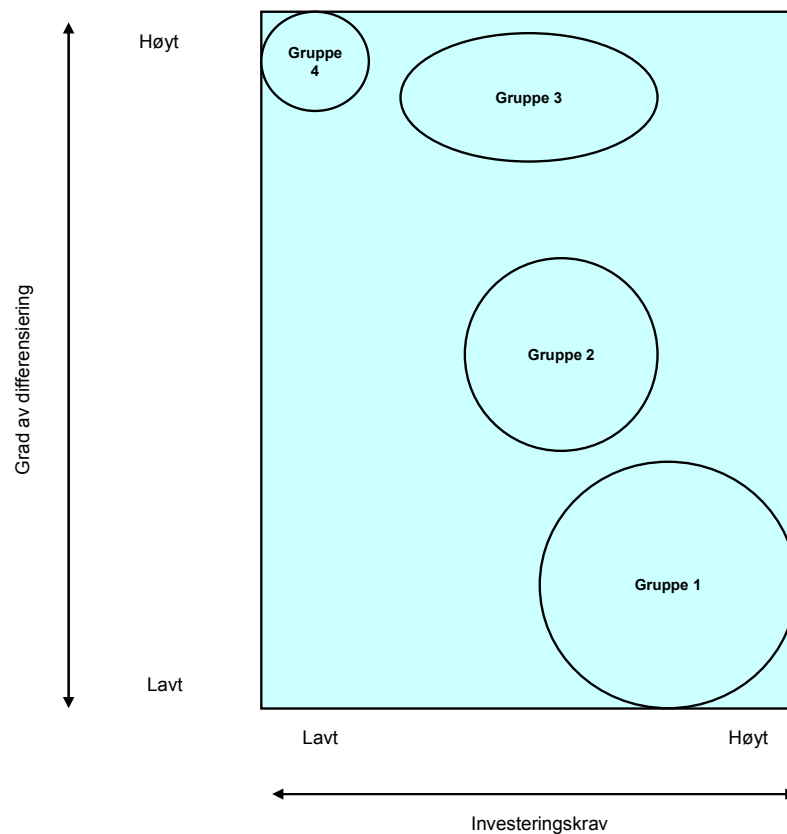 Høyt
Gruppe
4
Gruppe 3
Grad av differensiering
Gruppe 2
Gruppe 1
Lavt
Lavt
Høyt
Investeringskrav